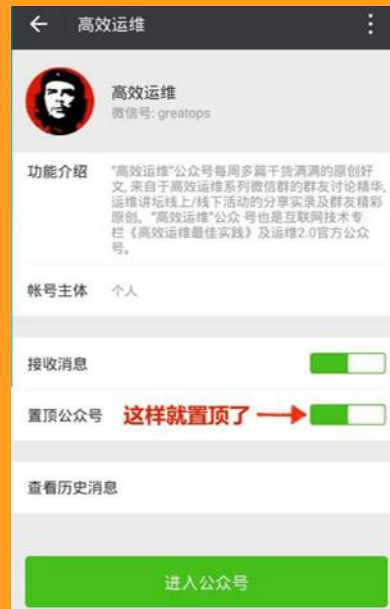 高效运维
高效运维
微信号: greatops
功能介绍
“高效运维”公众号每周多篇干货满满的原创好
文, 来自于高效运维系列微信群的群友讨论精华,
运维讲坛线上/线下活动的分享实录及群友精彩
原创。“高效运维”公众 号也是互联网技术专
栏《高效运维最佳实践》及运维2.0官方公众
号。
帐号主体 个人
接收消息
置顶公众号 这样就置顶了
查看历史消息
进入公众号